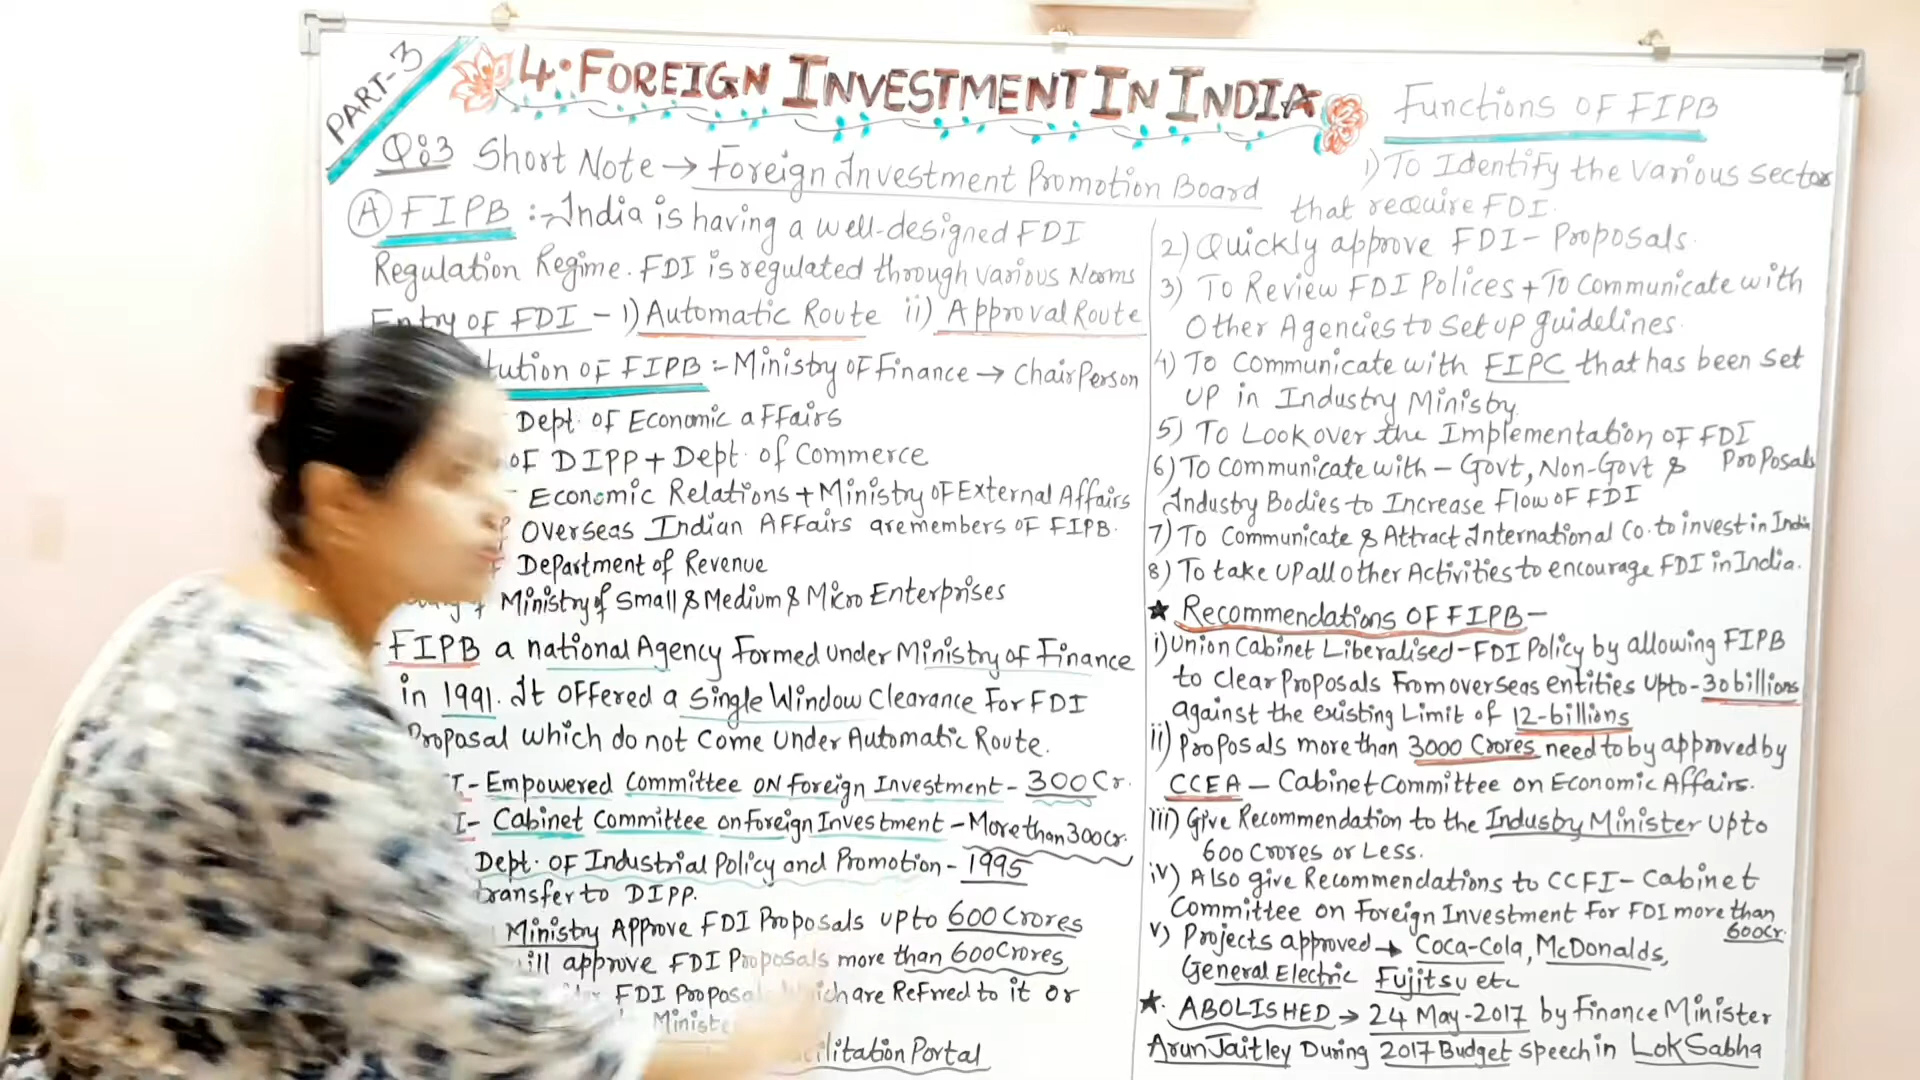 PART-3
4. FOREIGN INVESTMENT IN INDIA
Q:3 Short Note → Foreign Investment Promotion Board
(A) FIPB :- India is having a well-designed FDI
Regulation Regime. FDI is regulated through various Norms
Entry of FDI - i) Automatic Route ii) Approval Route
tution of FIPB :- Ministry of Finance → ChairPerson
Dept. of Economic affairs
of DIPP + Dept. of Commerce
Economic Relations + Ministry of External Affairs
Overseas Indian Affairs are members of FIPB.
Department of Revenue
Ministry of Small & Medium & Micro Enterprises
- FIPB a national Agency Formed under Ministry of Finance
in 1991. It offered a Single Window Clearance For FDI
Proposal which do not come under Automatic Route.
I - Empowered Committee on Foreign Investment - 300 Cr.
I - Cabinet Committee on Foreign Investment - More than 300 Cr.
Dept. of Industrial Policy and Promotion - 1995
transfer to DIPP.
Ministry Approve FDI Proposals upto 600 Crores
ill approve FDI Proposals more than 600 Crores
FDI Proposa ich are Refrred to it or
Ministe
cilitation Portal
Functions of FIPB
1) To Identify the various sector
that require FDI.
2) Quickly approve FDI - Proposals.
3) To Review FDI Polices + To communicate with
Other Agencies to set up guidelines.
4) To communicate with FIPC that has been set
up in Industry Ministry.
5) To Look over the Implementation of FDI
Proposals
6) To communicate with - Govt, Non-Govt &
Industry Bodies to Increase Flow of FDI
7) To Communicate & Attract International Co. to invest in India
8) To take up all other Activities to encourage FDI in India.
★ Recommendations of FIPB -
i) Union Cabinet Liberalised - FDI Policy by allowing FIPB
to clear Proposals From overseas entities upto - 30 billions
against the existing Limit of 12-billions
ii) Proposals more than 3000 Crores need to by approved by
CCEA - Cabinet Committee on Economic Affairs.
iii) Give Recommendation to the Industry Minister upto
600 Crores or Less.
iv) Also give Recommendations to CCFI - Cabinet
Committee on Foreign Investment for FDI more than
600 Cr.
v) Projects approved → Coca-Cola, McDonalds,
General Electric Fujitsu etc
★. ABOLISHED → 24 May-2017 by Finance Minister
Arun Jaitley During 2017 Budget Speech in Lok Sabha